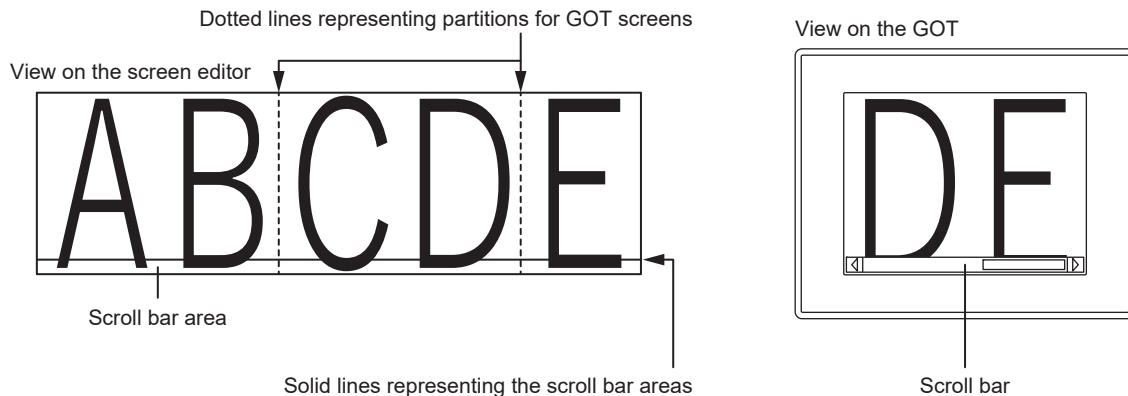 Dotted lines representing partitions for GOT screens
View on the GOT
View on the screen editor
ABCDE
DE
Scroll bar area
Solid lines representing the scroll bar areas
Scroll bar